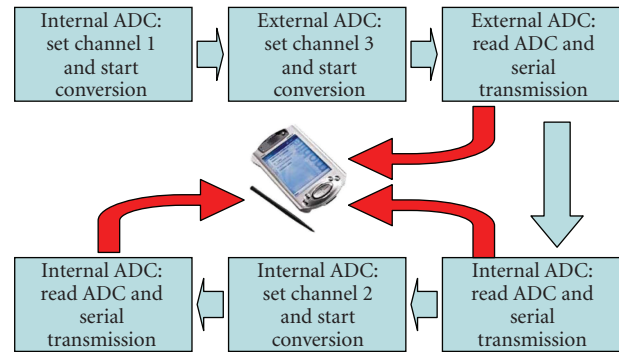 Internal ADC:
set channel 1
and start
conversion
External ADC:
set channel 3
and start
conversion
External ADC:
read ADC and
serial
transmission
Internal ADC:
read ADC and
serial
transmission
Internal ADC:
set channel 2
and start
conversion
Internal ADC:
read ADC and
serial
transmission